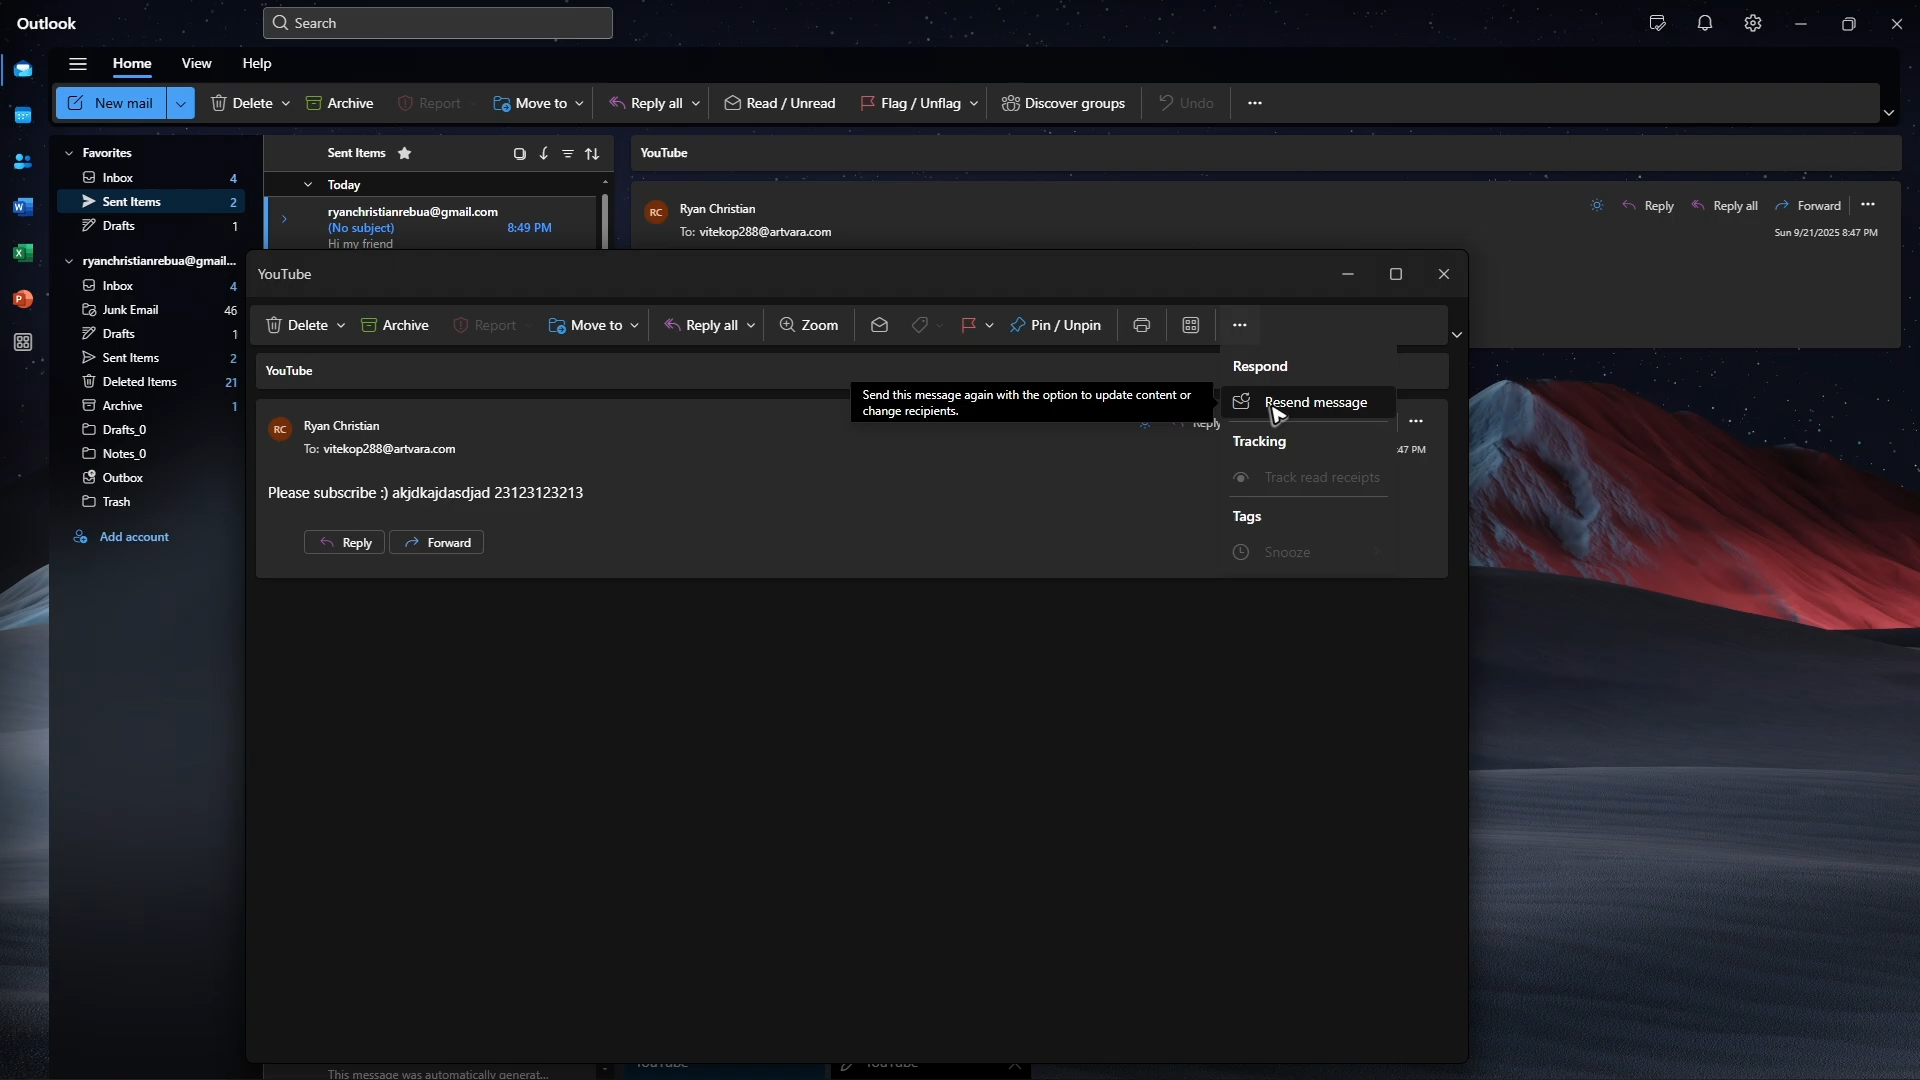 Outlook
Search
Home View Help
New mail Delete Archive Report Move to Reply all Read / Unread Flag / Unflag Discover groups Undo
Favorites
Inbox 4
Sent Items 2
Drafts 1
ryanchristianrebua@gmail...
Inbox 4
Junk Email 46
Drafts 1
Sent Items 2
Deleted Items 21
Archive 1
Drafts_0
Notes_0
Outbox
Trash
Add account
Sent Items
Today
ryanchristianrebua@gmail.com
(No subject) 8:49 PM
Hi my friend
YouTube
RC Ryan Christian
To: vitekop288@artvara.com
Reply Reply all Forward
Sun 9/21/2025 8:47 PM
YouTube
Delete Archive Report Move to Reply all Zoom Pin / Unpin
YouTube
RC Ryan Christian
To: vitekop288@artvara.com
Reply
:47 PM
Please subscribe :) akjdkajdasdjad 23123123213
Reply Forward
Send this message again with the option to update content or
change recipients.
Respond
Resend message
Tracking
Track read receipts
Tags
Snooze
This message was automatically generat...
YouTube YouTube